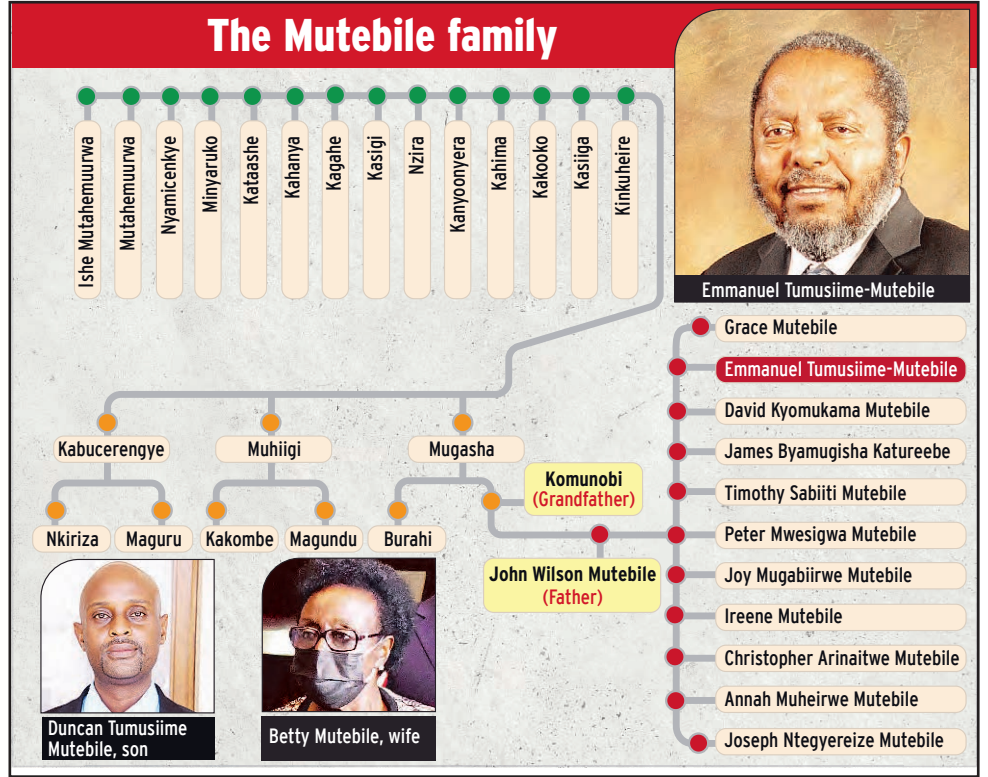 The Mutebile family
Ishe Mutahemuurwa
Mutahemuurwa
Nyamicenkye
Minyaruko
Kataashe
Kahanya
Kagahe
Kasigi
Nzira
Kanyoonyera
Kahima
Kakooko
Kasiiga
Kinkuheire
Emmanuel Tumusiime-Mutebile
Kabucerengye
Muhiigi
Mugasha
Nkiriza
Maguru
Kakombe
Magundu
Burahi
Komunobi
(Grandfather)
John Wilson Mutebile
(Father)
Grace Mutebile
Emmanuel Tumusiime-Mutebile
David Kyomukama Mutebile
James Byamugisha Katureebe
Timothy Sabiiti Mutebile
Peter Mwesigwa Mutebile
Joy Mugabiirwe Mutebile
Ireene Mutebile
Christopher Arinaitwe Mutebile
Annah Muheirwe Mutebile
Joseph Ntegyereize Mutebile
Duncan Tumusiime
Mutebile, son
Betty Mutebile, wife